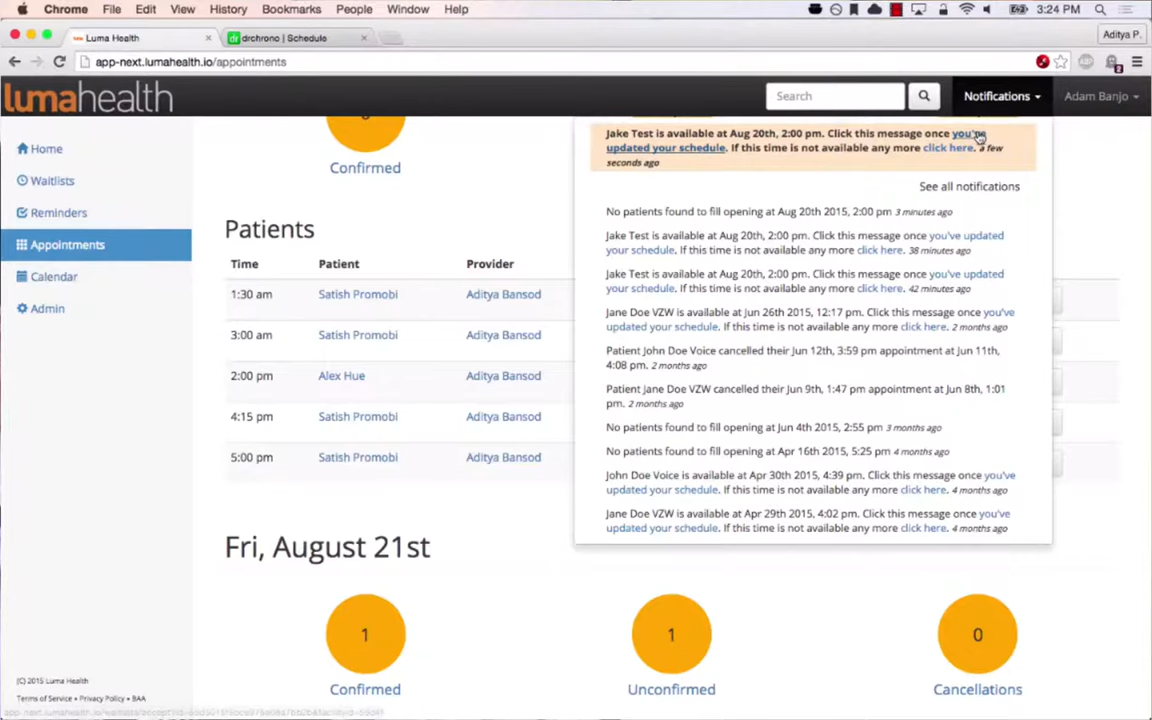 Chrome File Edit View History Bookmarks People Window Help 3:24 PM
Luma Health × drchrono | Schedule × Aditya P.
app-next.lumahealth.io/appointments
lumahealth Search Notifications Adam Banjo
Home
Waitlists
Reminders
Appointments
Calendar
Admin
Confirmed
Patients
Time Patient Provider
1:30 am Satish Promobi Aditya Bansod
3:00 am Satish Promobi Aditya Bansod
2:00 pm Alex Hue Aditya Bansod
4:15 pm Satish Promobi Aditya Bansod
5:00 pm Satish Promobi Aditya Bansod
Jake Test is available at Aug 20th, 2:00 pm. Click this message once you've
updated your schedule. If this time is not available any more click here. a few
seconds ago
See all notifications
No patients found to fill opening at Aug 20th 2015, 2:00 pm 3 minutes ago
Jake Test is available at Aug 20th, 2:00 pm. Click this message once you've updated
your schedule. If this time is not available any more click here. 38 minutes ago
Jake Test is available at Aug 20th, 2:00 pm. Click this message once you've updated
your schedule. If this time is not available any more click here. 42 minutes ago
Jane Doe VZW is available at Jun 26th 2015, 12:17 pm. Click this message once you've
updated your schedule. If this time is not available any more click here. 2 months ago
Patient John Doe Voice cancelled their Jun 12th, 3:59 pm appointment at Jun 11th,
4:08 pm. 2 months ago
Patient Jane Doe VZW cancelled their Jun 9th, 1:47 pm appointment at Jun 8th, 1:01
pm. 2 months ago
No patients found to fill opening at Jun 4th 2015, 2:55 pm 3 months ago
No patients found to fill opening at Apr 16th 2015, 5:25 pm 4 months ago
John Doe Voice is available at Apr 30th 2015, 4:39 pm. Click this message once you've
updated your schedule. If this time is not available any more click here. 4 months ago
Jane Doe VZW is available at Apr 29th 2015, 4:02 pm. Click this message once you've
updated your schedule. If this time is not available any more click here. 4 months ago
Fri, August 21st
1 1 0
Confirmed Unconfirmed Cancellations
(C) 2015 Luma Health
Terms of Service • Privacy Policy • BAA